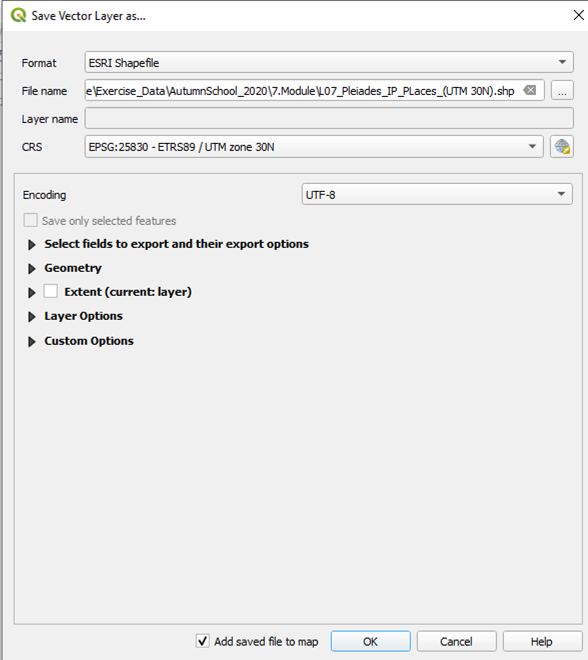 Save Vector Layer as...
Format ESRI Shapefile
File name e\Exercise_Data\AutumnSchool_2020\7.Module\L07_Pleiades_IP_PLaces_(UTM 30N).shp ...
Layer name
CRS EPSG:25830 - ETRS89 / UTM zone 30N
Encoding UTF-8
Save only selected features
Select fields to export and their export options
Geometry
Extent (current: layer)
Layer Options
Custom Options
Add saved file to map OK Cancel Help